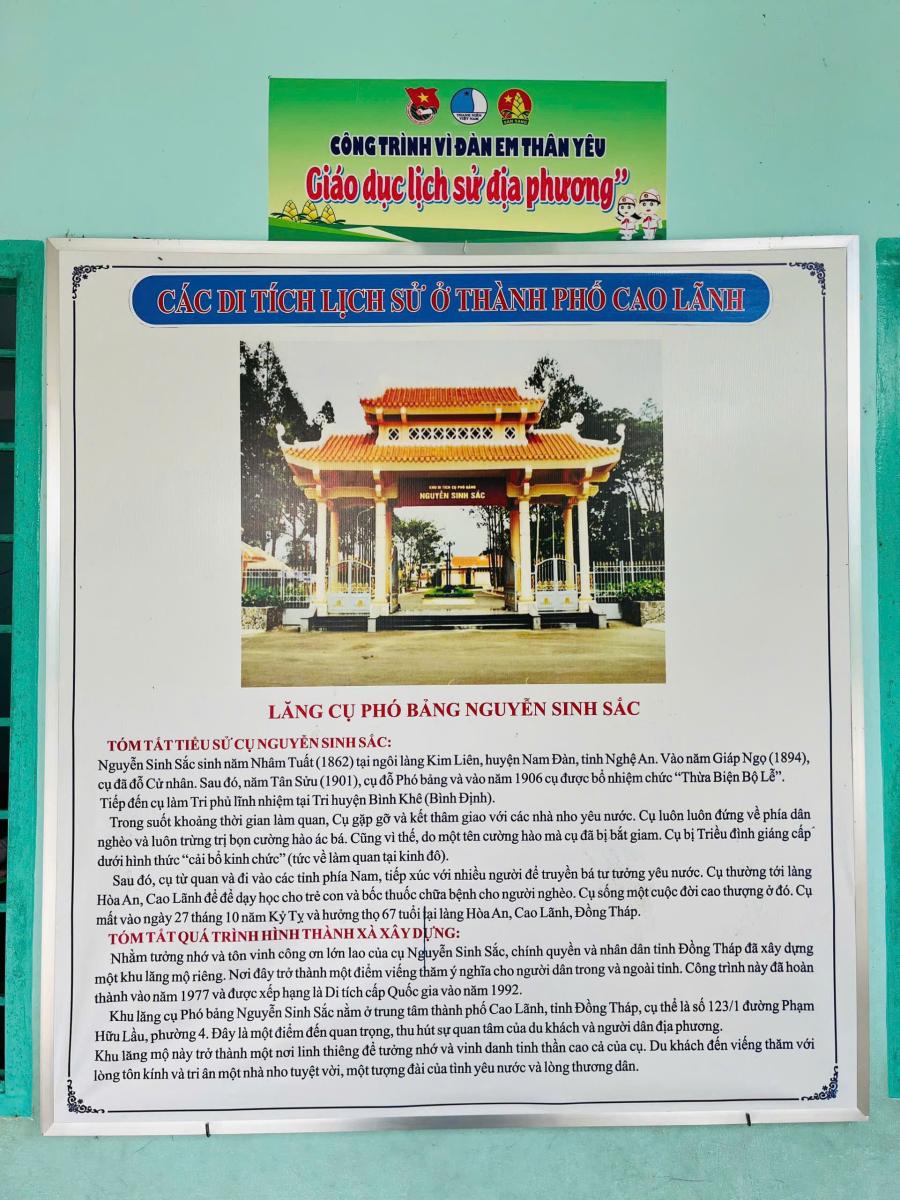 THANH NIÊN
VIỆT NAM
SẴN SÀNG
CÔNG TRÌNH VÌ ĐÀN EM THÂN YÊU
Giáo dục lịch sử địa phương”
CÁC DI TÍCH LỊCH SỬ Ở THÀNH PHỐ CAO LÃNH
KHU DI TÍCH CỤ PHÓ BẢNG
NGUYỄN SINH SẮC
LĂNG CỤ PHÓ BẢNG NGUYỄN SINH SẮC
TÓM TẮT TIỂU SỬ CỤ NGUYỄN SINH SẮC:
Nguyễn Sinh Sắc sinh năm Nhâm Tuất (1862) tại ngôi làng Kim Liên, huyện Nam Đàn, tỉnh Nghệ An. Vào năm Giáp Ngọ (1894),
cụ đã đỗ Cử nhân. Sau đó, năm Tân Sửu (1901), cụ đỗ Phó bảng và vào năm 1906 cụ được bổ nhiệm chức “Thừa Biện Bộ Lễ”.
Tiếp đến cụ làm Tri phủ lĩnh nhiệm tại Tri huyện Bình Khê (Bình Định).
Trong suốt khoảng thời gian làm quan, Cụ gặp gỡ và kết thâm giao với các nhà nho yêu nước. Cụ luôn luôn đứng về phía dân
nghèo và luôn trừng trị bọn cường hào ác bá. Cũng vì thế, do một tên cường hào mà cụ đã bị bắt giam. Cụ bị Triều đình giáng cấp
dưới hình thức “cải bổ kinh chức” (tức về làm quan tại kinh đô).
Sau đó, cụ từ quan và đi vào các tỉnh phía Nam, tiếp xúc với nhiều người để truyền bá tư tưởng yêu nước. Cụ thường tới làng
Hòa An, Cao Lãnh để để dạy học cho trẻ con và bốc thuốc chữa bệnh cho người nghèo. Cụ sống một cuộc đời cao thượng ở đó. Cụ
mất vào ngày 27 tháng 10 năm Kỷ Tỵ và hưởng thọ 67 tuổi tại làng Hòa An, Cao Lãnh, Đồng Tháp.
TÓM TẮT QUÁ TRÌNH HÌNH THÀNH XÀ XÂY DỰNG:
Nhằm tưởng nhớ và tôn vinh công ơn lớn lao của cụ Nguyễn Sinh Sắc, chính quyền và nhân dân tỉnh Đồng Tháp đã xây dựng
một khu lăng mộ riêng. Nơi đây trở thành một điểm viếng thăm ý nghĩa cho người dân trong và ngoài tỉnh. Công trình này đã hoàn
thành vào năm 1977 và được xếp hạng là Di tích cấp Quốc gia vào năm 1992.
Khu lăng cụ Phó bảng Nguyễn Sinh Sắc nằm ở trung tâm thành phố Cao Lãnh, tỉnh Đồng Tháp, cụ thể là số 123/1 đường Phạm
Hữu Lầu, phường 4. Đây là một điểm đến quan trọng, thu hút sự quan tâm của du khách và người dân địa phương.
Khu lăng mộ này trở thành một nơi linh thiêng để tưởng nhớ và vinh danh tinh thần cao cả của cụ. Du khách đến viếng thăm với
lòng tôn kính và tri ân một nhà nho tuyệt vời, một tượng đài của tình yêu nước và lòng thương dân.